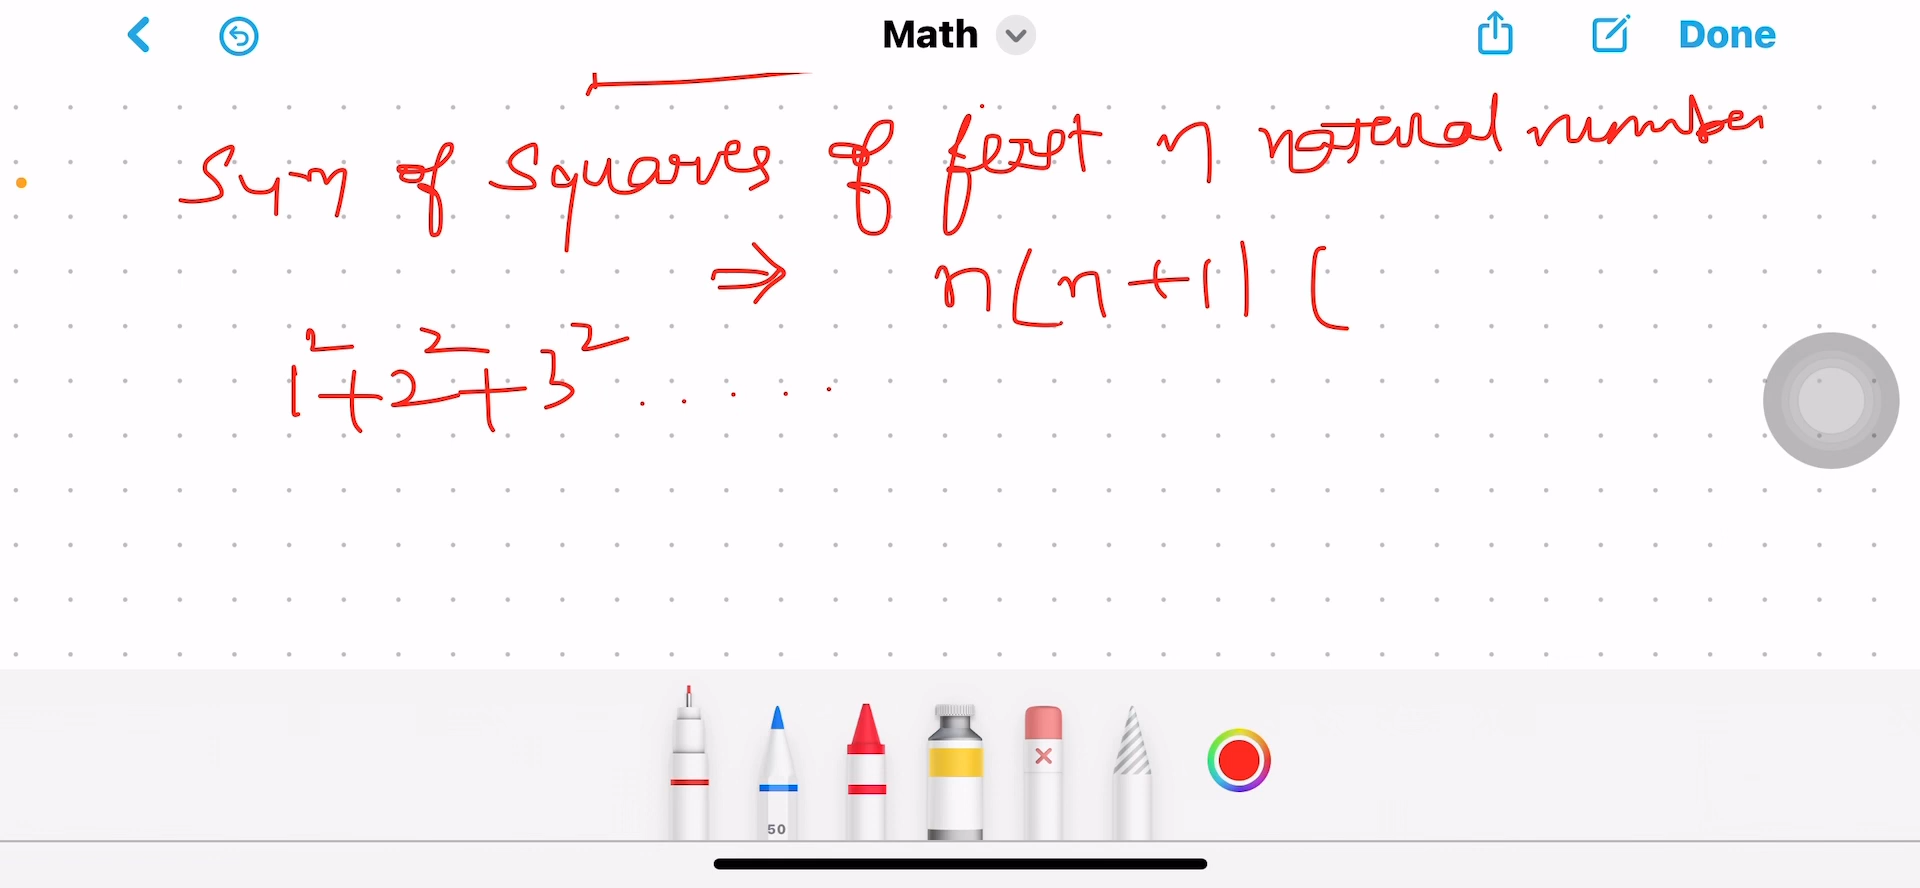 Math
Done
Sum of Squares of first n natural number
⇒ n(n+1) (
1²+2²+3² . . . . .
50